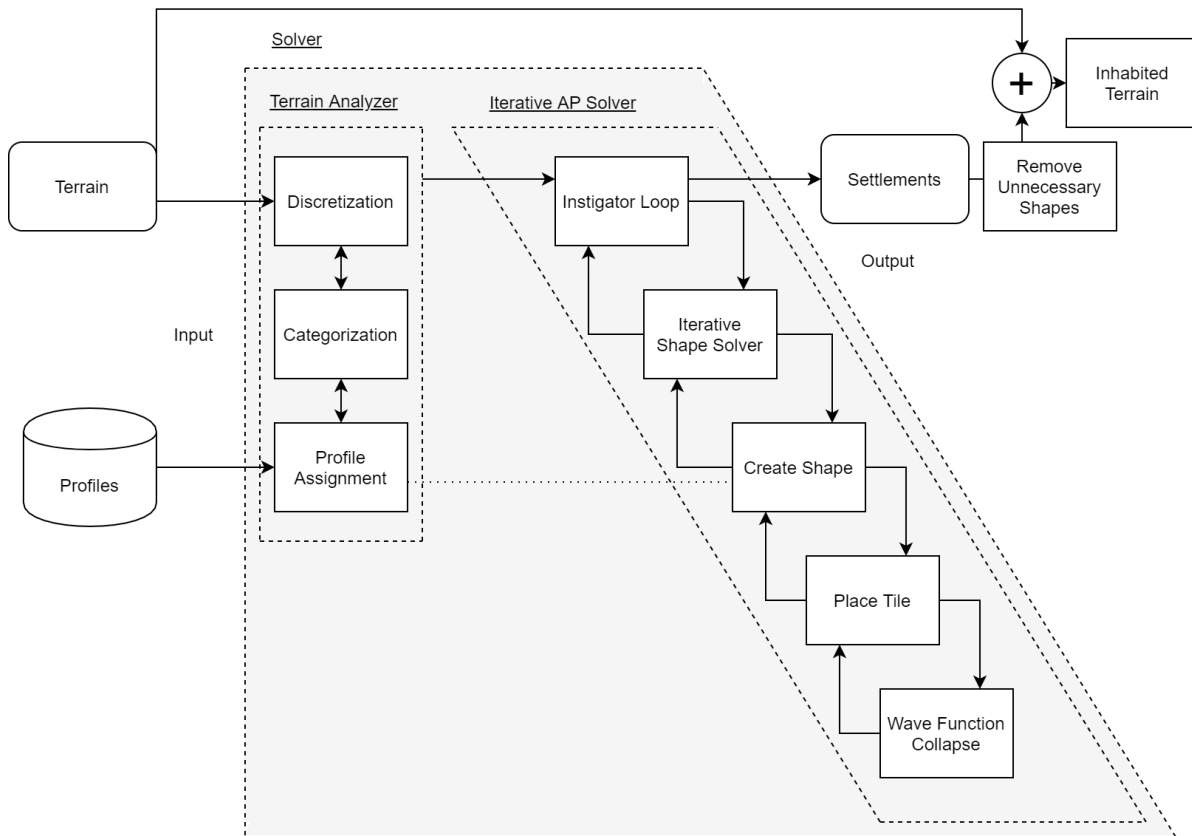 Solver
Terrain Analyzer
Iterative AP Solver
Inhabited
Terrain
Terrain
Discretization
Instigator Loop
Settlements
Remove
Unnecessary
Shapes
Output
Input
Categorization
Iterative
Shape Solver
Profiles
Profile
Assignment
Create Shape
Place Tile
Wave Function
Collapse